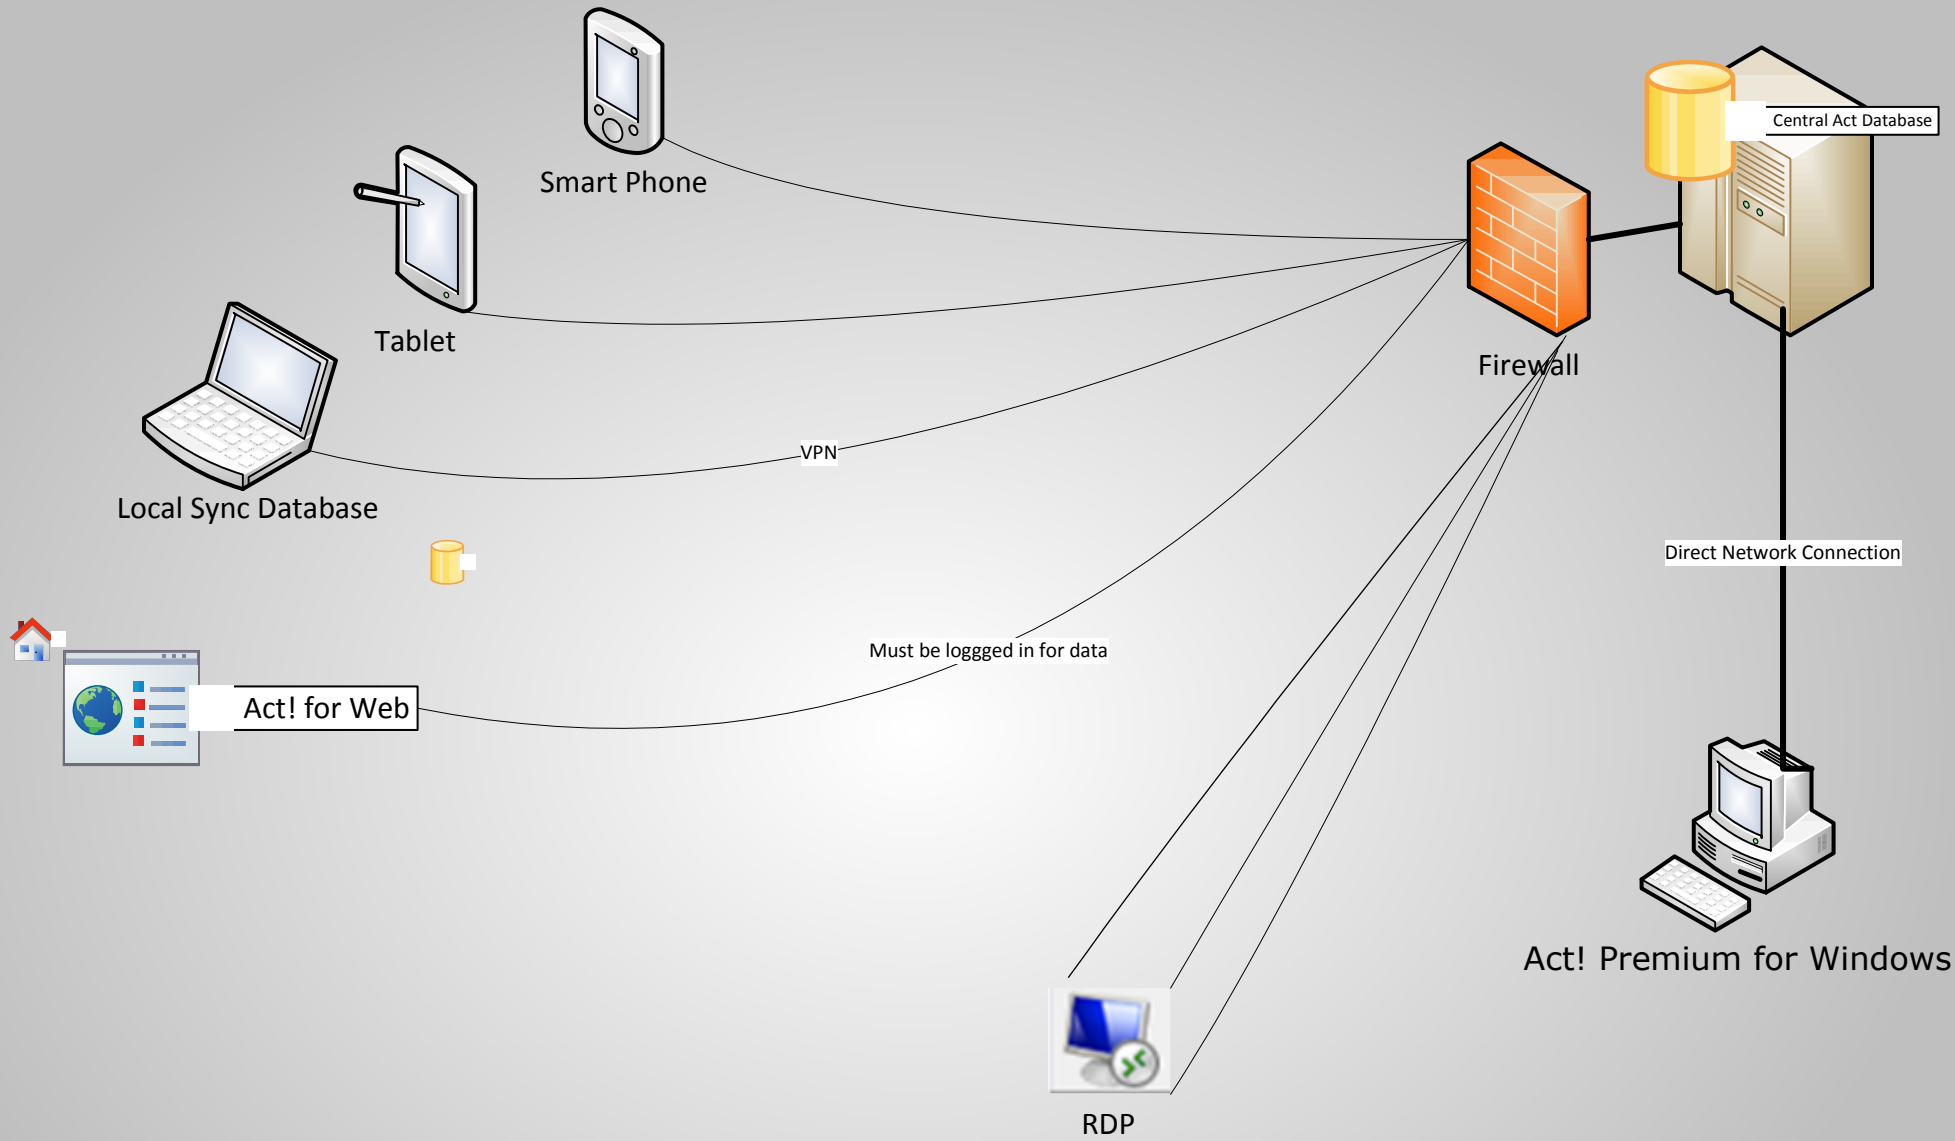 Smart Phone
Central Act Database
Tablet
Firewall
VPN
Local Sync Database
Direct Network Connection
Must be loggged in for data
Act! for Web
Act! Premium for Windows
RDP